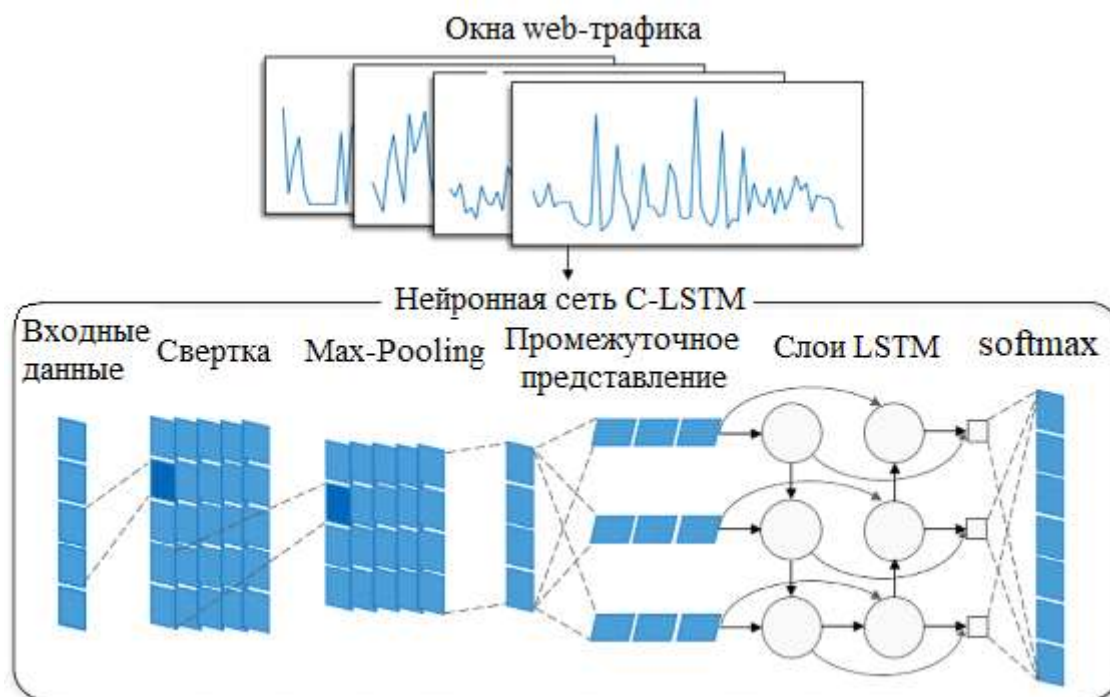 Окна web-трафика
Нейронная сеть C-LSTM
Входные
данные
Свертка
Max-Pooling
Промежуточное
представление
Слои LSTM
softmax